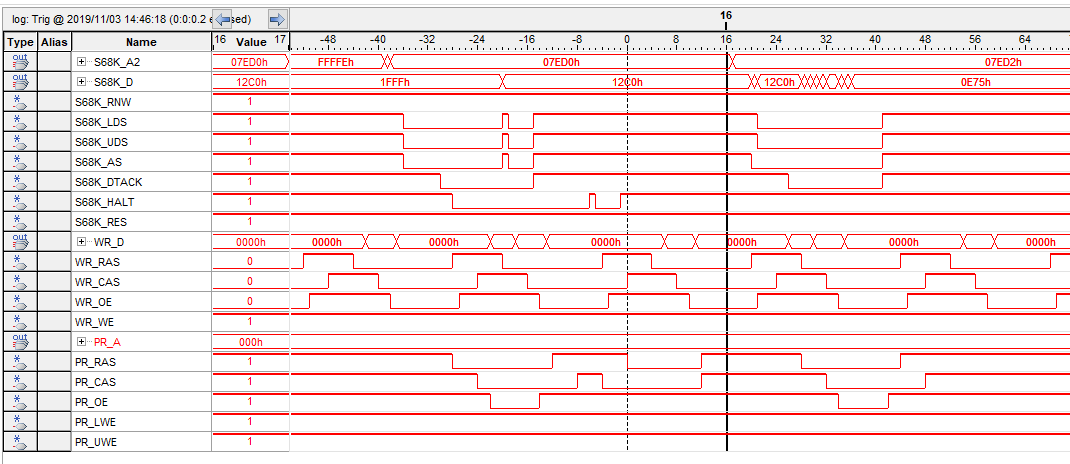 log: Trig @ 2019/11/03 14:46:18 (0:0:0.2 e sed)
16
Type Alias Name 16 Value 17 -48 -40 -32 -24 -16 -8 0 8 16 24 32 40 48 56 64
out S68K_A2 07ED0h FFFFEh 07ED0h 07ED2h
out S68K_D 12C0h 1FFFh 12C0h 12C0h 0E75h
S68K_RNW 1
S68K_LDS 1
S68K_UDS 1
S68K_AS 1
S68K_DTACK 1
S68K_HALT 1
S68K_RES 1
out WR_D 0000h 0000h 0000h 0000h 0000h 0000h 0000h
WR_RAS 0
WR_CAS 0
WR_OE 0
WR_WE 1
out PR_A 000h
PR_RAS 1
PR_CAS 1
PR_OE 1
PR_LWE 1
PR_UWE 1